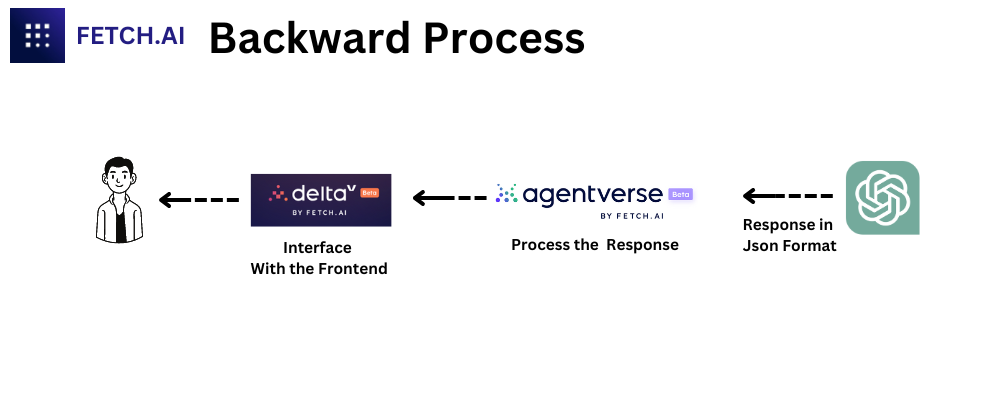 FETCH.AI
Backward Process
deltaV Beta
BY FETCH.AI
Interface
With the Frontend
agentverse Beta
BY FETCH.AI
Process the Response
Response in
Json Format